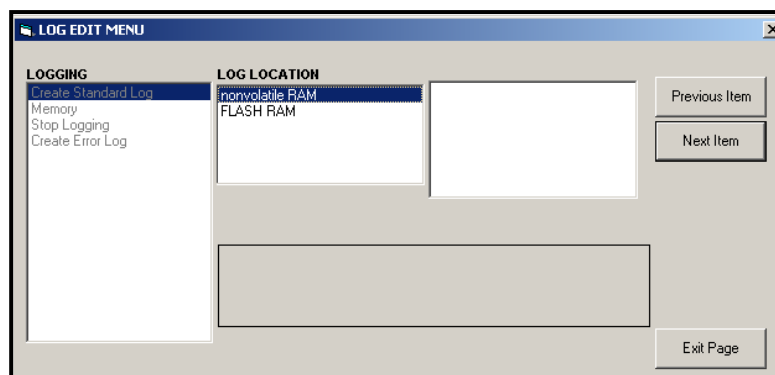 LOG EDIT MENU
LOGGING
Create Standard Log
Memory
Stop Logging
Create Error Log
LOG LOCATION
nonvolatile RAM
FLASH RAM
Previous Item
Next Item
Exit Page